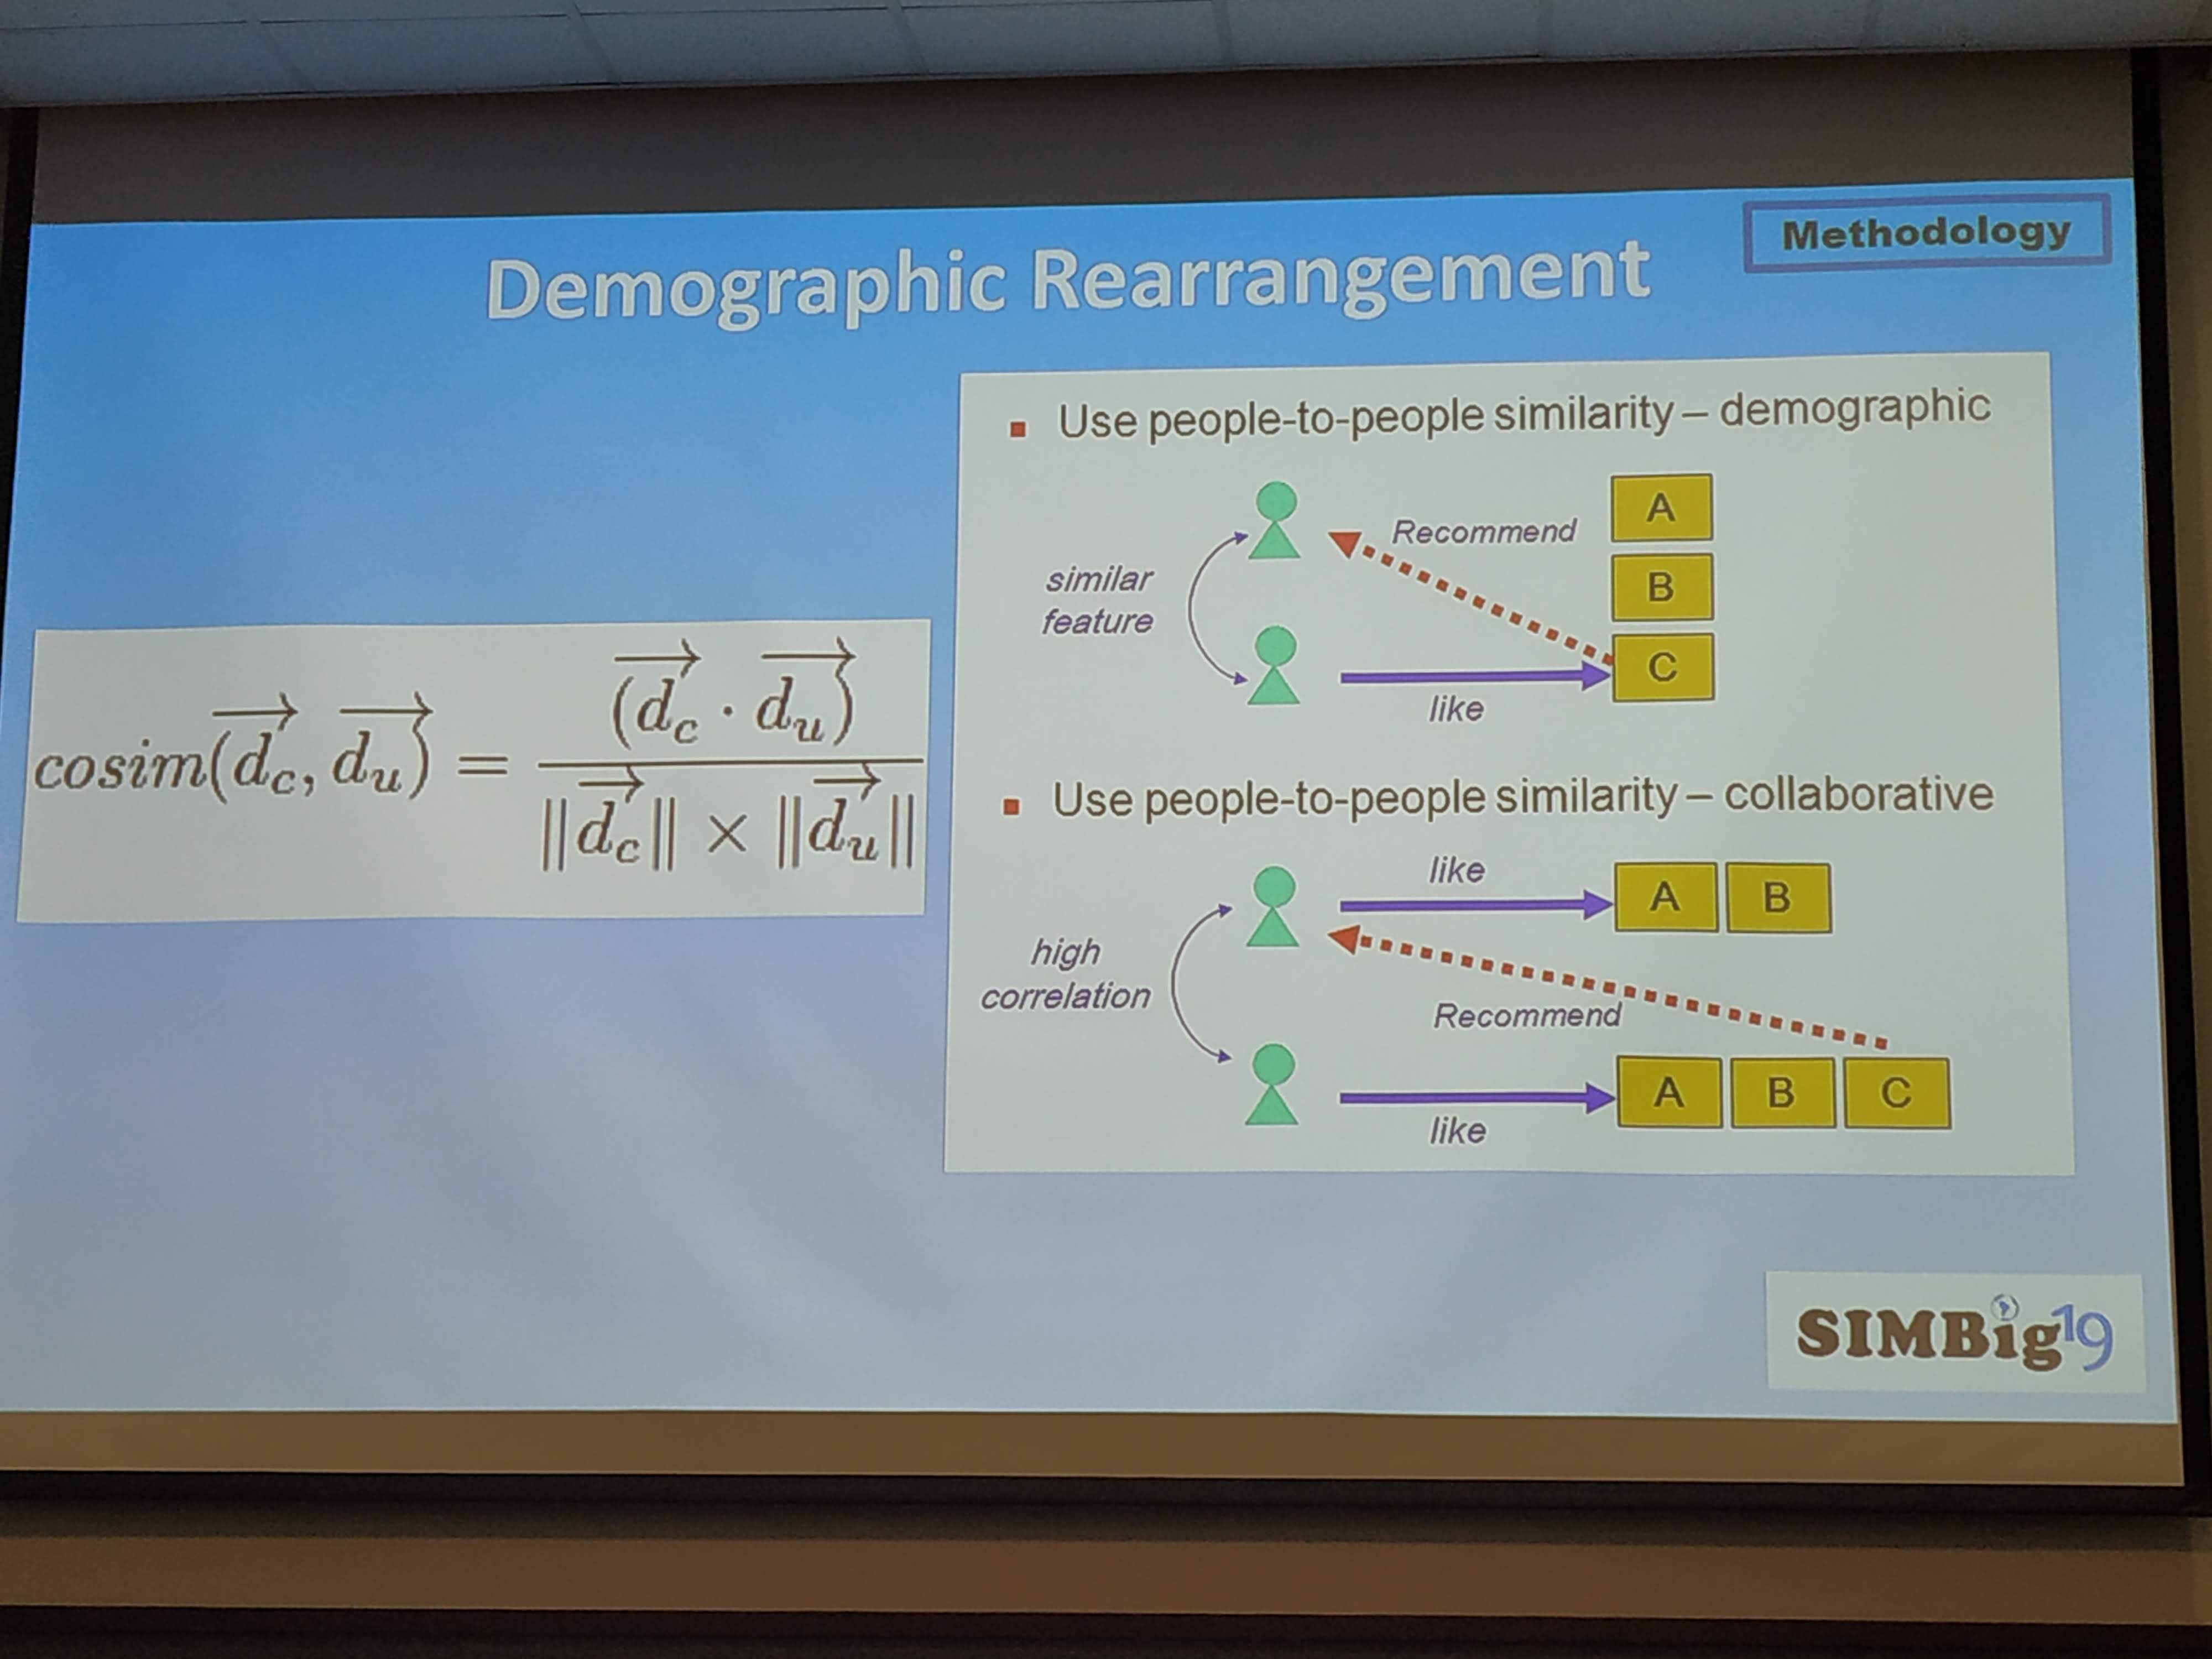 Methodology
Demographic Rearrangement
cosim(\overrightarrow{d_c}, \overrightarrow{d_u}) = \frac{(\overrightarrow{d_c} \cdot \overrightarrow{d_u})}{\|\overrightarrow{d_c}\| \times \|\overrightarrow{d_u}\|}
Use people-to-people similarity – demographic
A
Recommend
B
similar
feature
C
like
Use people-to-people similarity – collaborative
like
A B
high
correlation
Recommend
A B C
like
SIMBig19